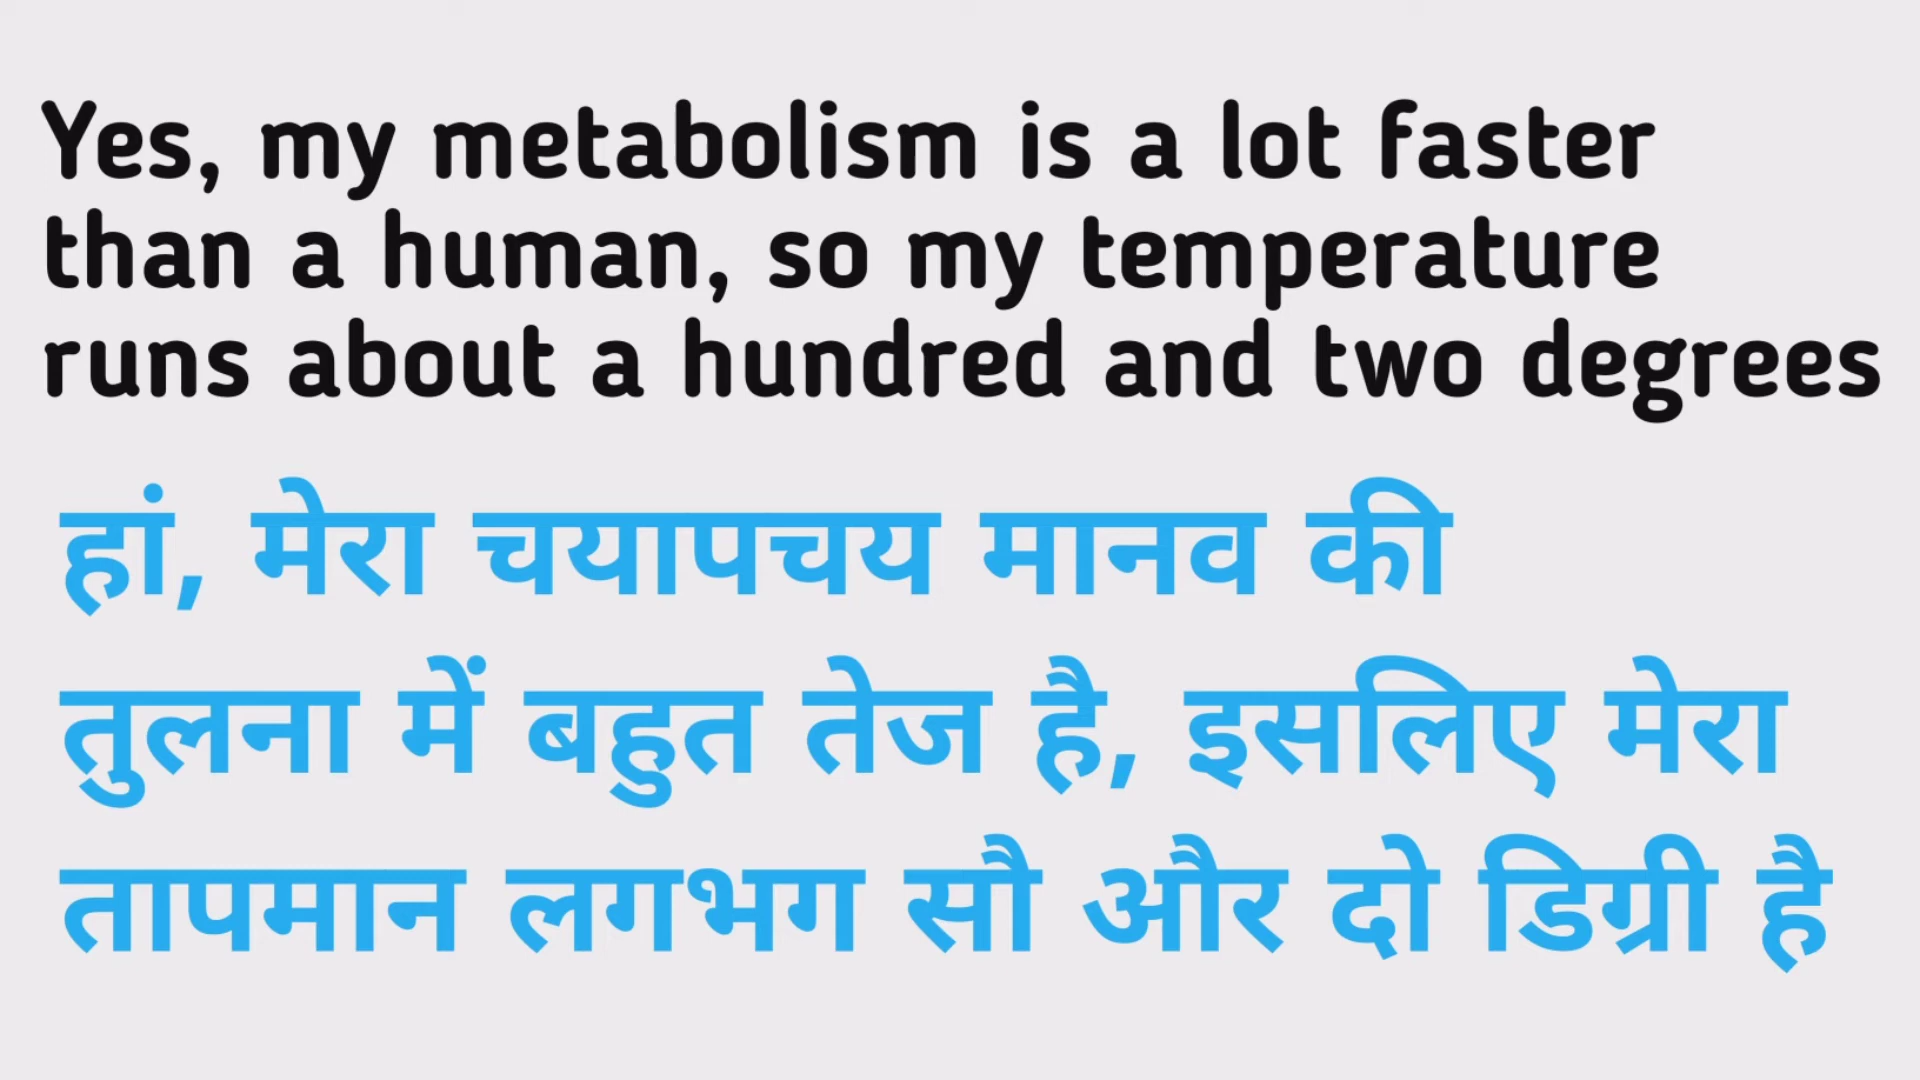 Yes, my metabolism is a lot faster
than a human, so my temperature
runs about a hundred and two degrees
हां, मेरा चयापचय मानव की
तुलना में बहुत तेज है, इसलिए मेरा
तापमान लगभग सौ और दो डिग्री है